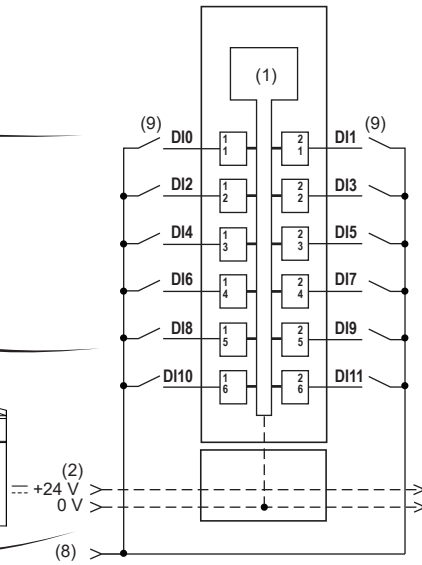 (1)
(9) (9)
DI0 1 1 2 1 DI1
DI2 1 2 2 2 DI3
DI4 1 3 2 3 DI5
DI6 1 4 2 4 DI7
DI8 1 5 2 5 DI9
DI10 1 6 2 6 DI11
(2)
+24 V
0 V
(8)